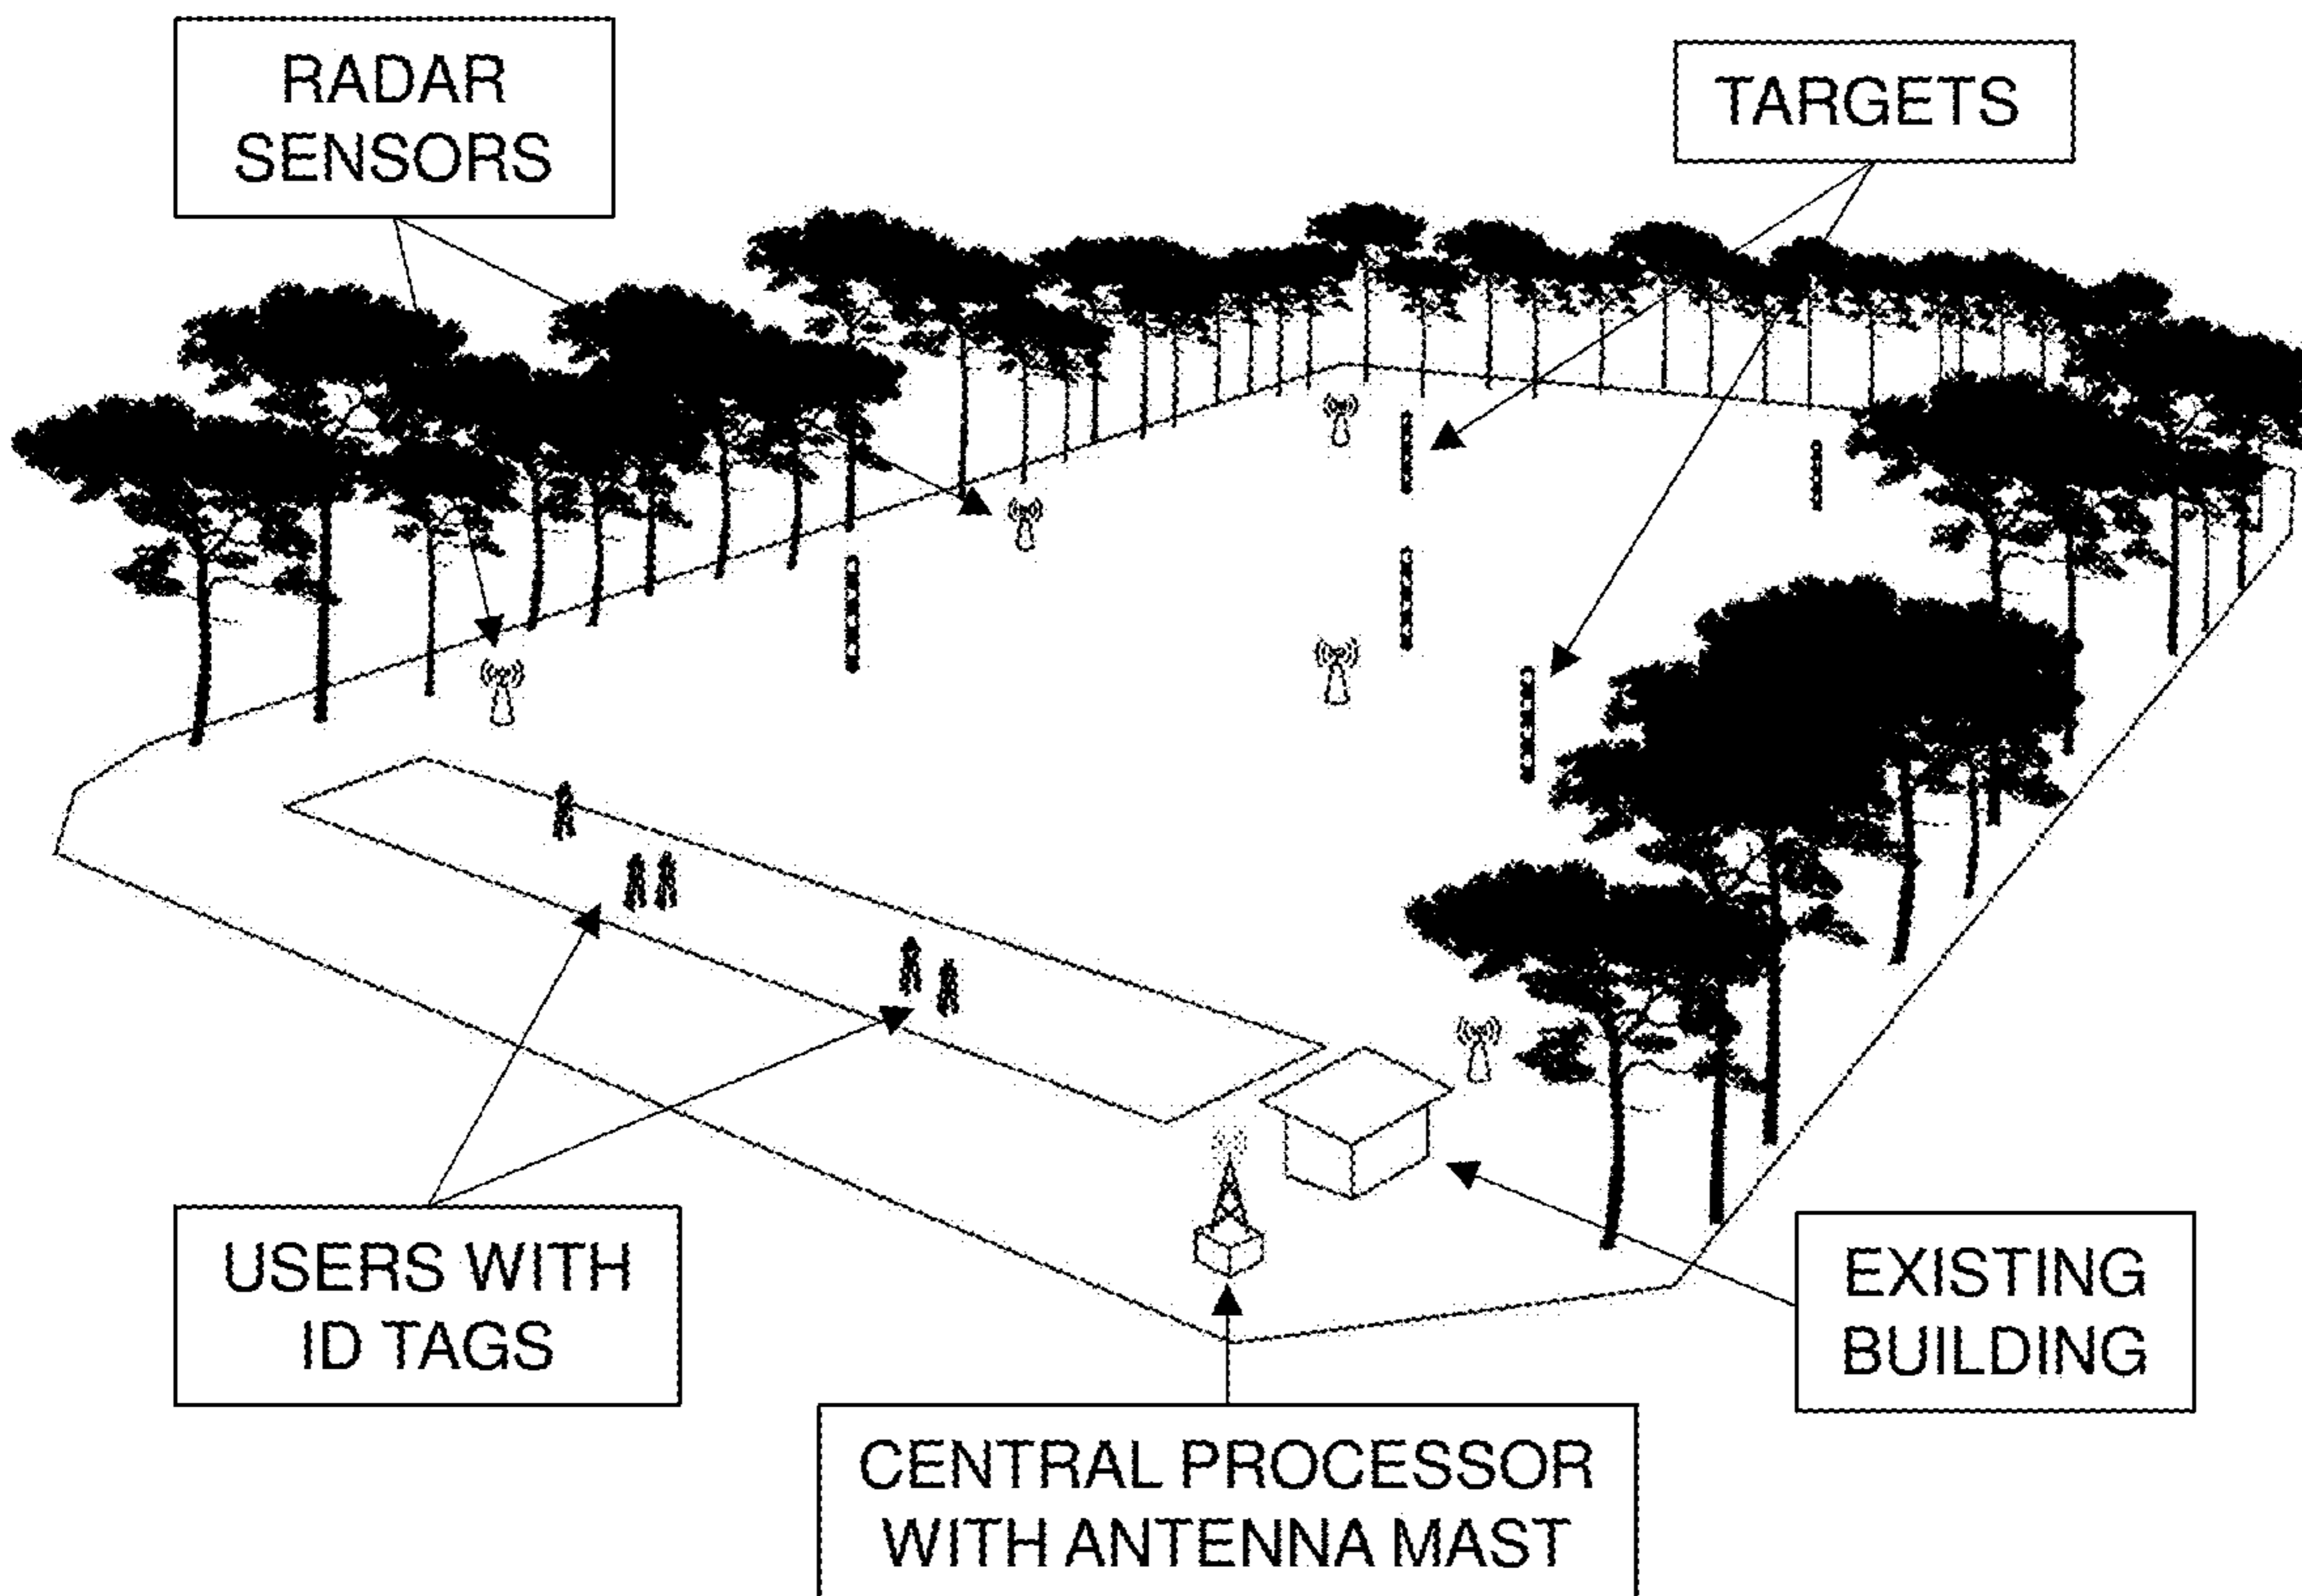 RADAR
SENSORS
TARGETS
USERS WITH
ID TAGS
EXISTING
BUILDING
CENTRAL PROCESSOR
WITH ANTENNA MAST